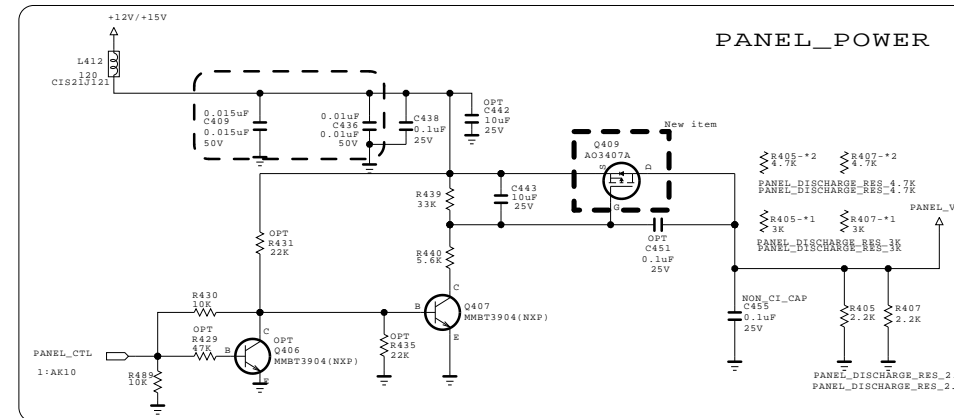 +12V/+15V
PANEL_POWER
L412
120
CIS21J121
0.015uF
C409
0.015uF
50V
0.01uF
C436
0.01uF
50V
C438
0.1uF
25V
OPT
C442
10uF
25V
New item
Q409
AO3407A
S
D
G
R405-*2
4.7K
R407-*2
4.7K
PANEL_DISCHARGE_RES_4.7K
PANEL_DISCHARGE_RES_4.7K
R405-*1
3K
R407-*1
3K
PANEL_DISCHARGE_RES_3K
PANEL_DISCHARGE_RES_3K
PANEL_V
R439
33K
C443
10uF
25V
OPT
R431
22K
R440
5.6K
OPT
C451
0.1uF
25V
R430
10K
C
B
Q407
MMBT3904(NXP)
E
NON_CI_CAP
C455
0.1uF
25V
R405
2.2K
R407
2.2K
OPT
R429
47K
C
B
OPT
Q406
MMBT3904(NXP)
E
OPT
R435
22K
PANEL_CTL
1:AK10
R489
10K
PANEL_DISCHARGE_RES_2.
PANEL_DISCHARGE_RES_2.